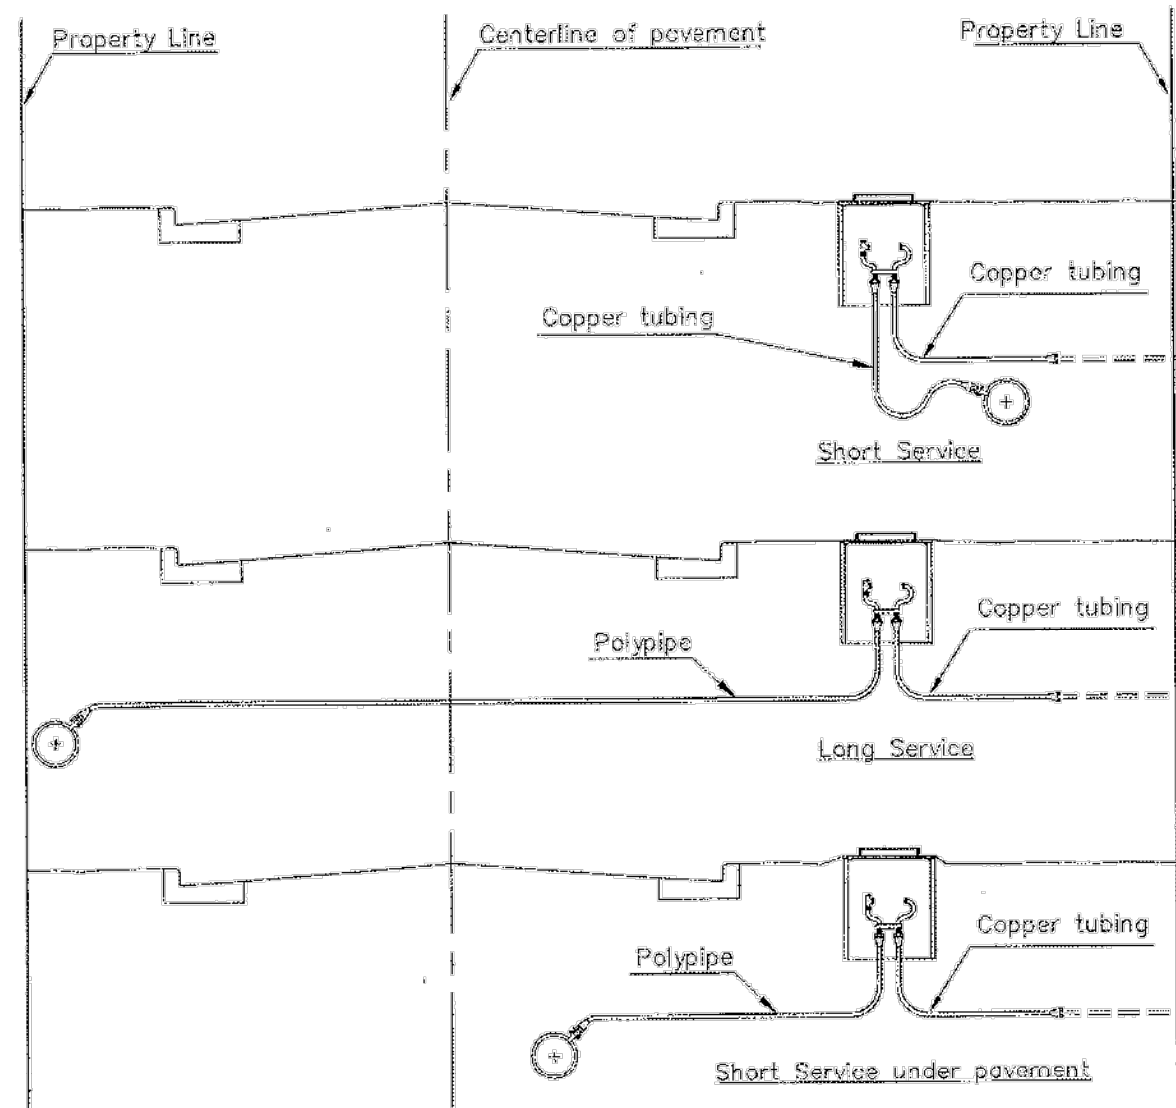 Property Line
Centerline of pavement
Property Line
Copper tubing
Copper tubing
Short Service
Copper tubing
Polypipe
Long Service
Copper tubing
Polypipe
Short Service under pavement